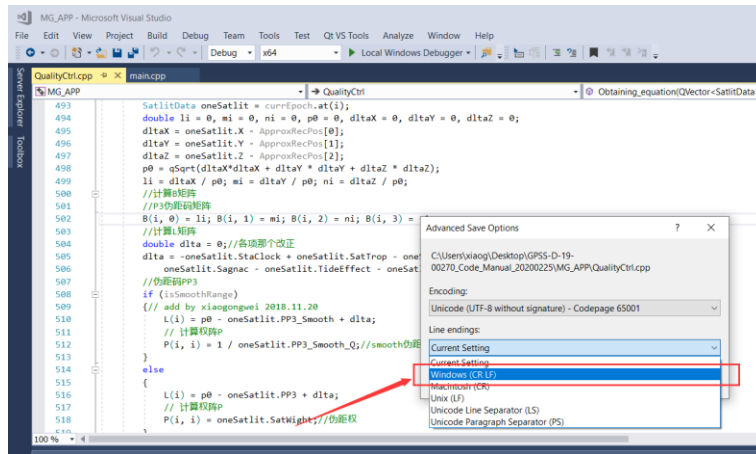 MG_APP - Microsoft Visual Studio
File Edit View Project Build Debug Team Tools Test Qt VS Tools Analyze Window Help
Debug x64 Local Windows Debugger
Server Explorer
Toolbox
QualityCtrl.cpp main.cpp
MG_APP QualityCtrl Obtaining_equation(QVector<SatlitData
493 SatlitData oneSatlit = currEpoch.at(i);
494 double li = 0, mi = 0, ni = 0, p0 = 0, dltaX = 0, dltaY = 0, dltaZ = 0;
495 dltaX = oneSatlit.X - ApproxRecPos[0];
496 dltaY = oneSatlit.Y - ApproxRecPos[1];
497 dltaZ = oneSatlit.Z - ApproxRecPos[2];
498 p0 = qSqrt(dltaX*dltaX + dltaY * dltaY + dltaZ * dltaZ);
499 li = dltaX / p0; mi = dltaY / p0; ni = dltaZ / p0;
500 //计算B矩阵
501 //P3伪距码矩阵
502 B(i, 0) = li; B(i, 1) = mi; B(i, 2) = ni; B(i, 3) =
503 //计算L矩阵
504 double dlta = 0;//各项那个改正
505 dlta = -oneSatlit.StaClock + oneSatlit.SatTrop - one
506 oneSatlit.Sagnac - oneSatlit.TideEffect - oneSat
507 //伪距码PP3
508 if (isSmoothRange)
509 {// add by xiaogongwei 2018.11.20
510 L(i) = p0 - oneSatlit.PP3_Smooth + dlta;
511 // 计算权阵P
512 P(i, i) = 1 / oneSatlit.PP3_Smooth_Q;//smooth伪距
513 }
514 else
515 {
516 L(i) = p0 - oneSatlit.PP3 + dlta;
517 // 计算权阵P
518 P(i, i) = oneSatlit.SatWight;//伪距权
519 }
100 %
Advanced Save Options ? ×
C:\Users\xiaog\Desktop\GPSS-D-19-
00270_Code_Manual_20200225\MG_APP\QualityCtrl.cpp
Encoding:
Unicode (UTF-8 without signature) - Codepage 65001
Line endings:
Current Setting
Current Setting
Windows (CR LF)
Macintosh (CR)
Unix (LF)
Unicode Line Separator (LS)
Unicode Paragraph Separator (PS)